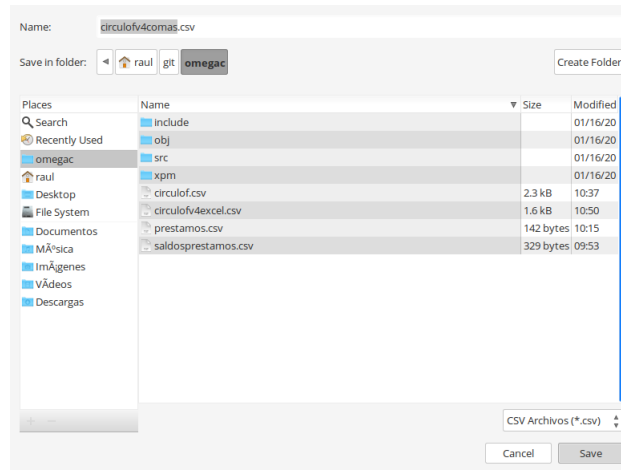 Name: circulofv4comas.csv
Save in folder: raul git omegac Create Folder
Places Name Size Modified
Search include 01/16/20
Recently Used obj 01/16/20
omegac src 01/16/20
raul xpm 01/16/20
Desktop circulof.csv 2.3 kB 10:37
File System circulofv4excel.csv 1.6 kB 10:50
Documentos prestamos.csv 142 bytes 10:15
MÃºsica saldosprestamos.csv 329 bytes 09:53
ImÃ¡genes
VÃ­deos
Descargas
CSV Archivos (*.csv)
Cancel Save